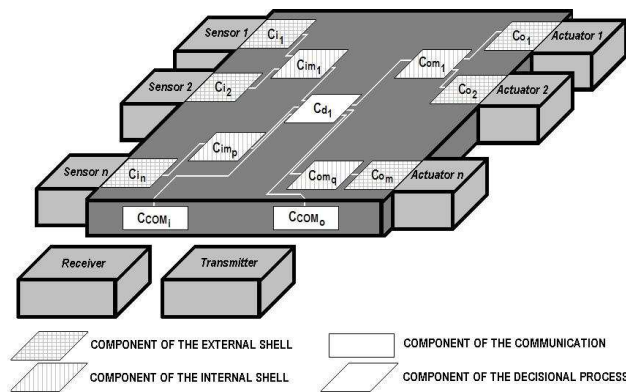 Sensor 1 Ci1 Co1 Actuator 1
Cim1 Com1
Sensor 2 Ci2 Co2 Actuator 2
Cd1
Cimp
Sensor n Cin Comq Com Actuator n
CCOMi CCOMo
Receiver Transmitter
COMPONENT OF THE EXTERNAL SHELL COMPONENT OF THE COMMUNICATION
COMPONENT OF THE INTERNAL SHELL COMPONENT OF THE DECISIONAL PROCESS